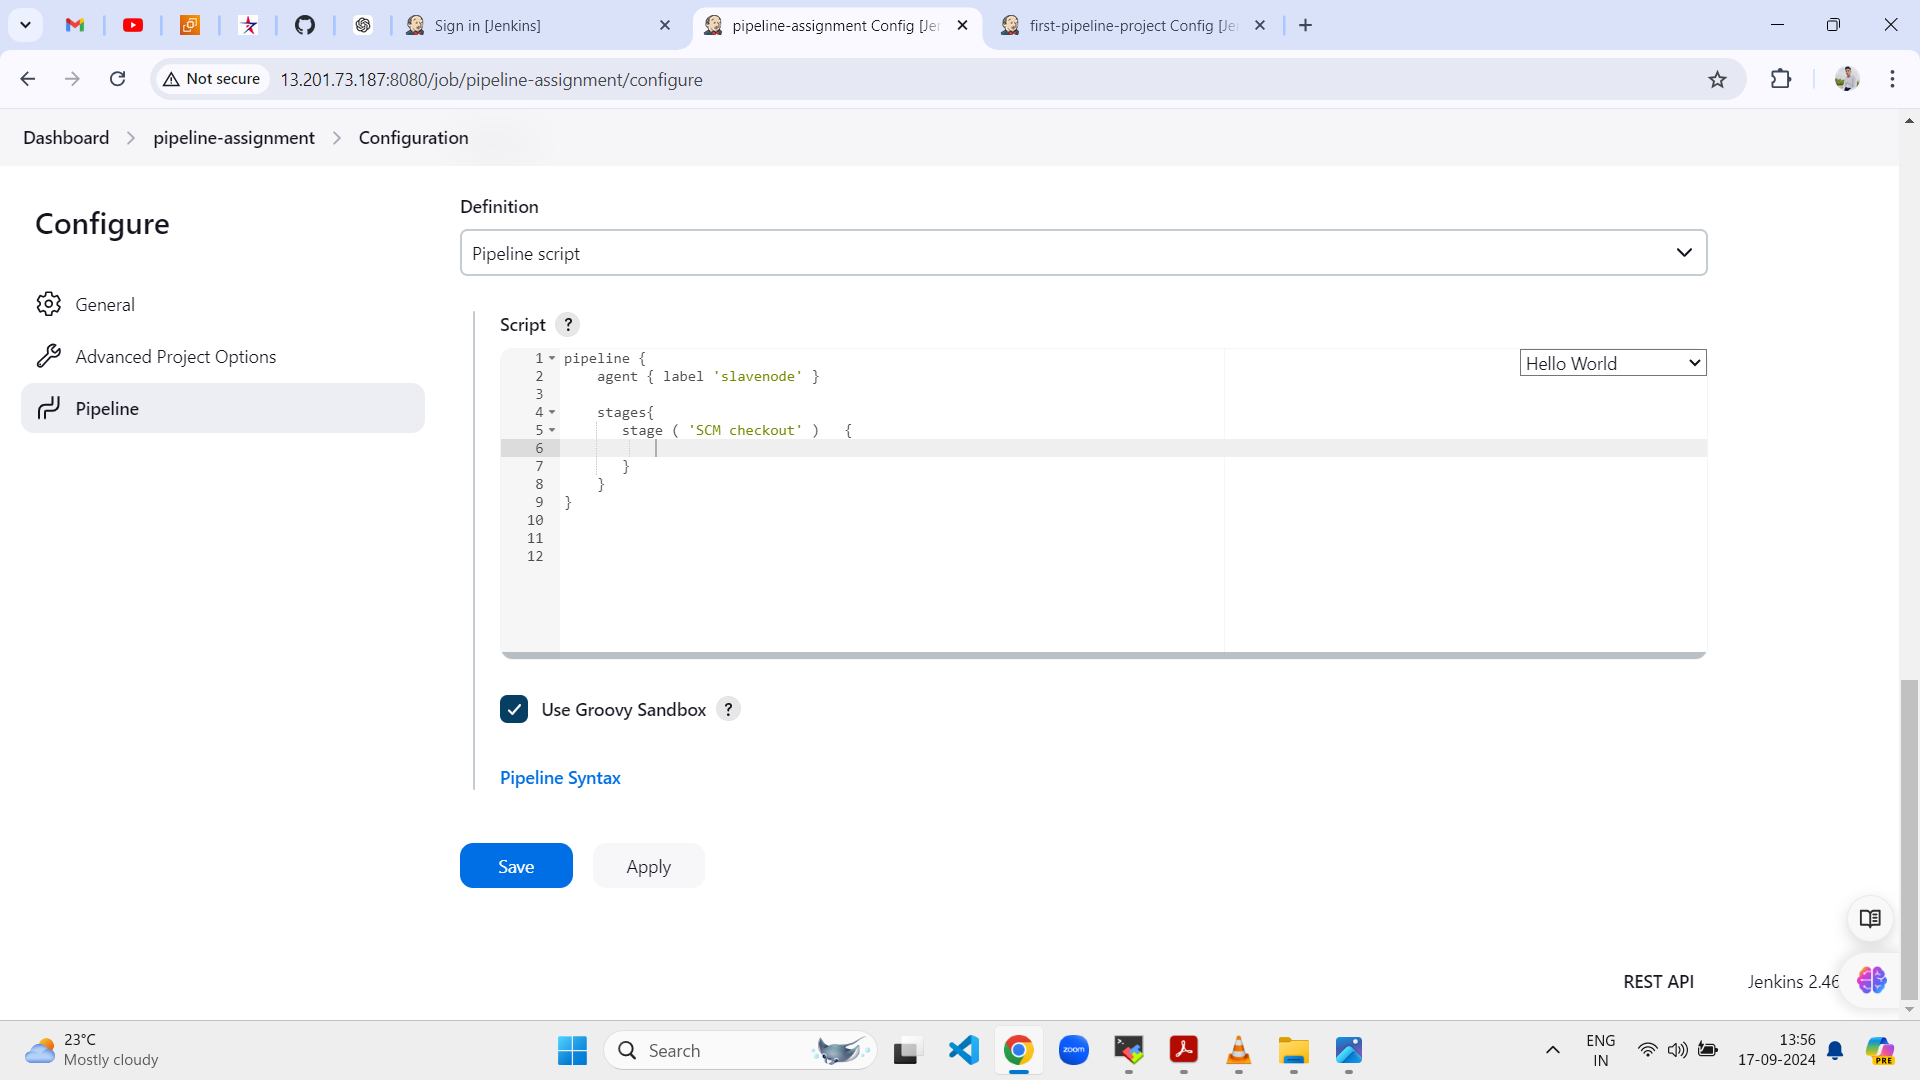 Sign in [Jenkins]
pipeline-assignment Config [Je
first-pipeline-project Config [Je
Not secure
13.201.73.187:8080/job/pipeline-assignment/configure
Dashboard
pipeline-assignment
Configuration
Configure
General
Advanced Project Options
Pipeline
Definition
Pipeline script
Script ?
Hello World
1 pipeline {
2 agent { label 'slavenode' }
3
4 stages{
5 stage ( 'SCM checkout' ) {
6
7 }
8 }
9 }
10
11
12
Use Groovy Sandbox ?
Pipeline Syntax
Save
Apply
REST API
Jenkins 2.46
23°C
Mostly cloudy
Search
zoom
ENG
IN
13:56
17-09-2024
PRE